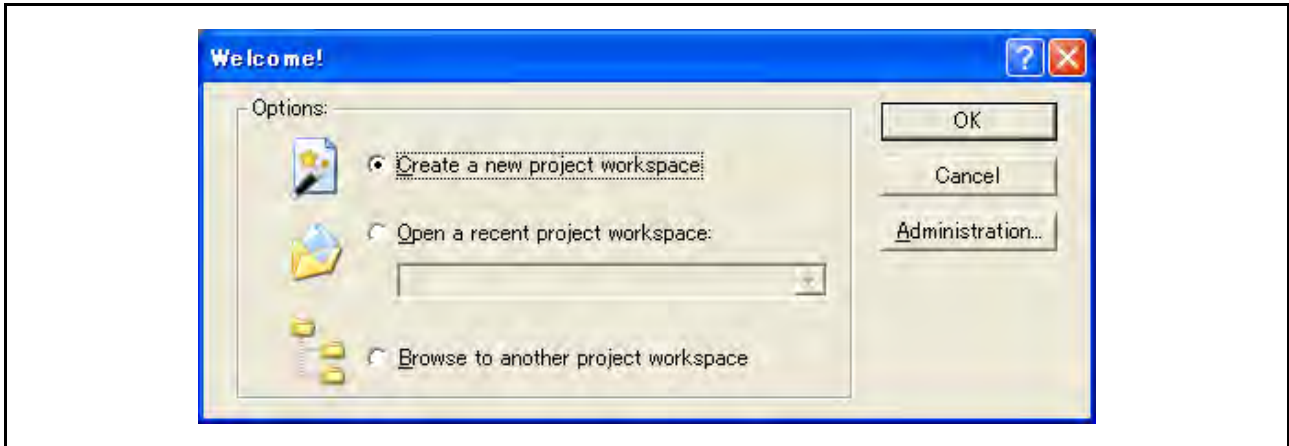 Welcome!
Options:
Create a new project workspace
Open a recent project workspace:
Browse to another project workspace
OK
Cancel
Administration...